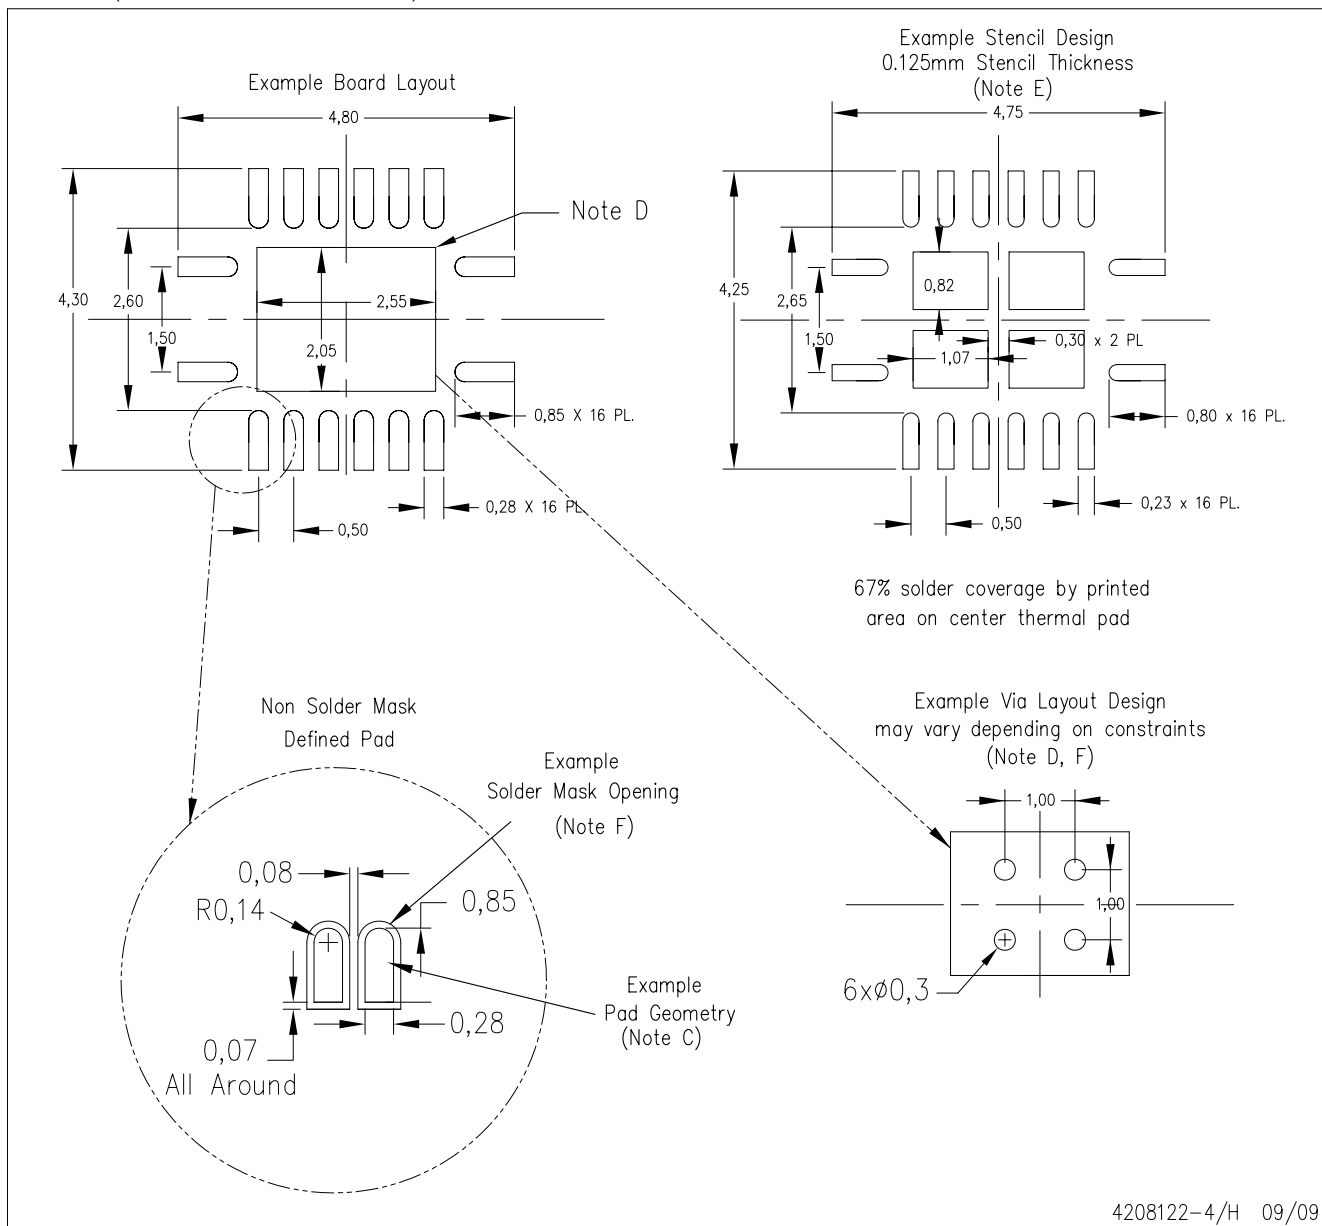 Example Board Layout
4,80
Note D
4,30
2,60
1,50
2,55
2,05
0,85 X 16 PL.
0,28 X 16 PL
0,50
Example Stencil Design
0.125mm Stencil Thickness
(Note E)
4,75
4,25
2,65
1,50
0,82
1,07
0,30 x 2 PL
0,80 x 16 PL.
0,23 x 16 PL.
0,50
67% solder coverage by printed
area on center thermal pad
Non Solder Mask
Defined Pad
Example
Solder Mask Opening
(Note F)
0,08
R0,14
0,85
Example
Pad Geometry
(Note C)
0,28
0,07
All Around
Example Via Layout Design
may vary depending on constraints
(Note D, F)
1,00
1,00
6xø0,3
4208122-4/H 09/09